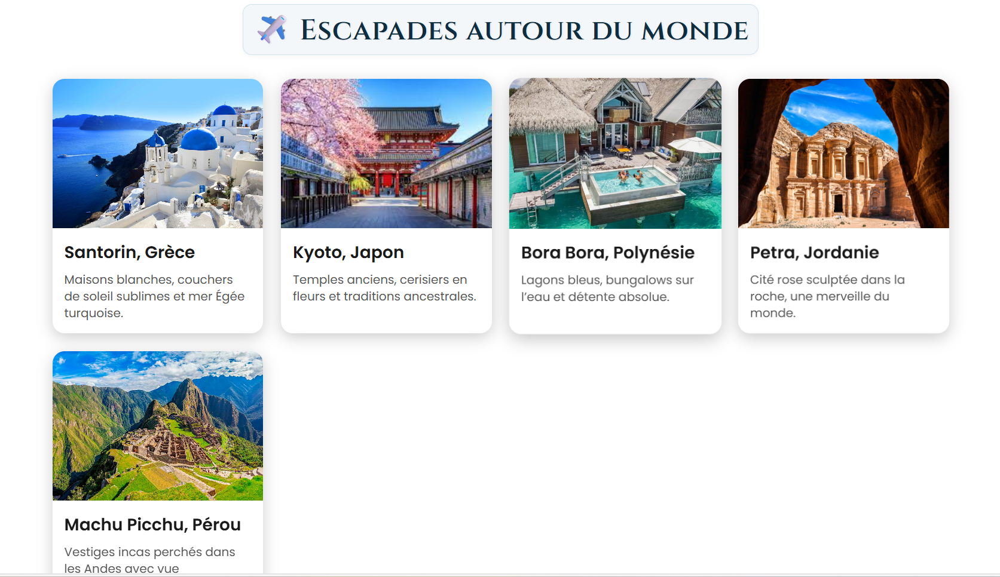 Escapades autour du monde
Santorin, Grèce
Maisons blanches, couchers
de soleil sublimes et mer Égée
turquoise.
Kyoto, Japon
Temples anciens, cerisiers en
fleurs et traditions ancestrales.
Bora Bora, Polynésie
Lagons bleus, bungalows sur
l’eau et détente absolue.
Petra, Jordanie
Cité rose sculptée dans la
roche, une merveille du
monde.
Machu Picchu, Pérou
Vestiges incas perchés dans
les Andes avec vue